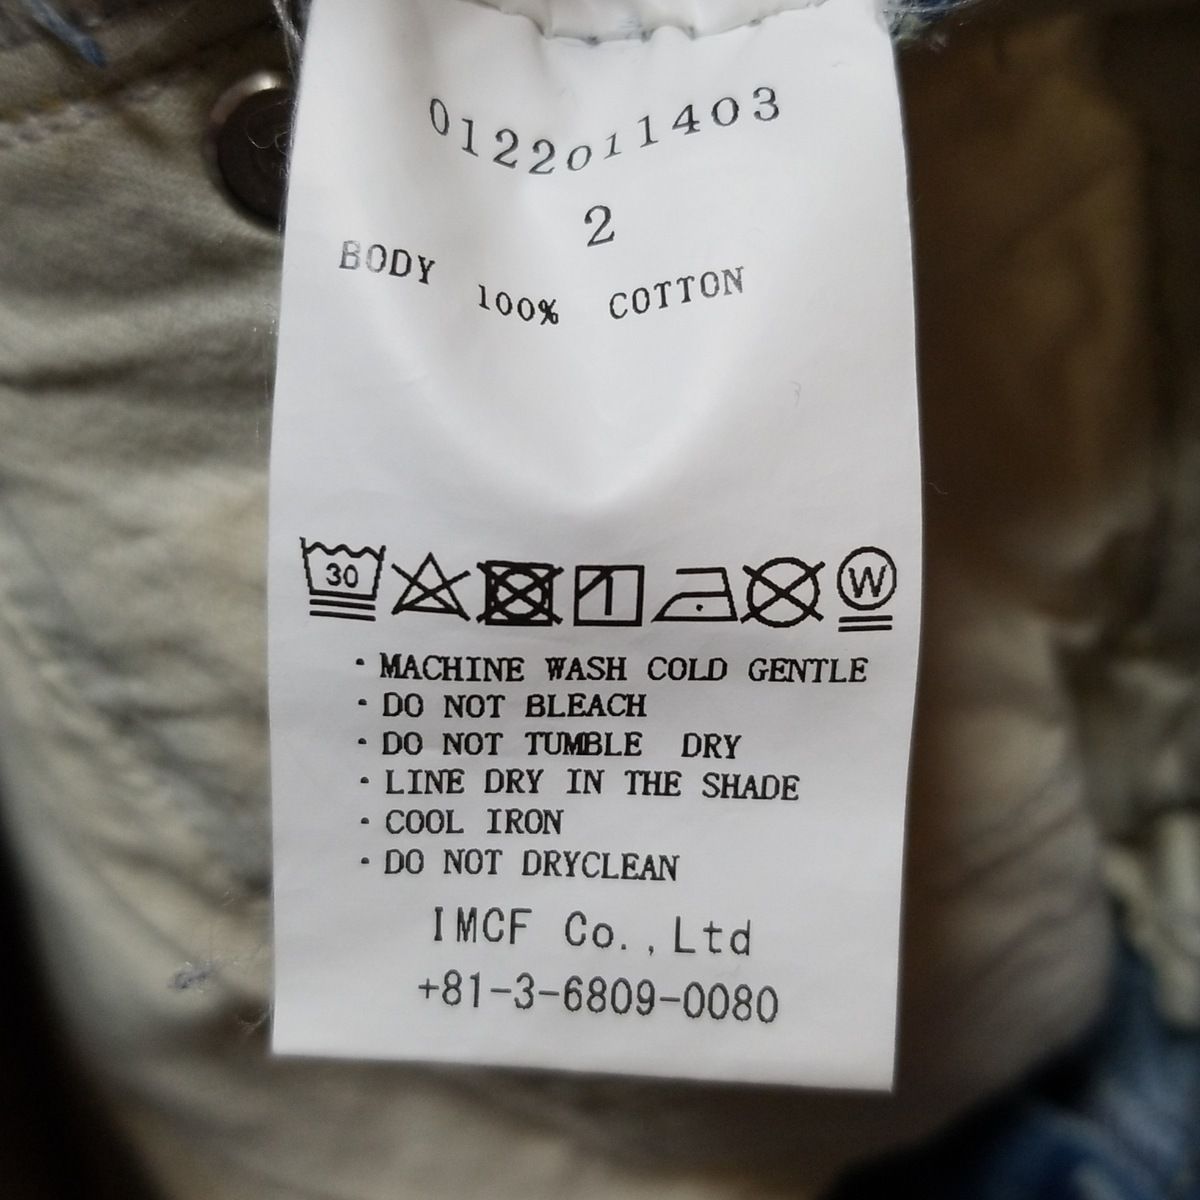 0122011403
2
BODY 100% COTTON
30 W
・MACHINE WASH COLD GENTLE
・DO NOT BLEACH
・DO NOT TUMBLE DRY
・LINE DRY IN THE SHADE
・COOL IRON
・DO NOT DRYCLEAN
IMCF Co.,Ltd
+81-3-6809-0080